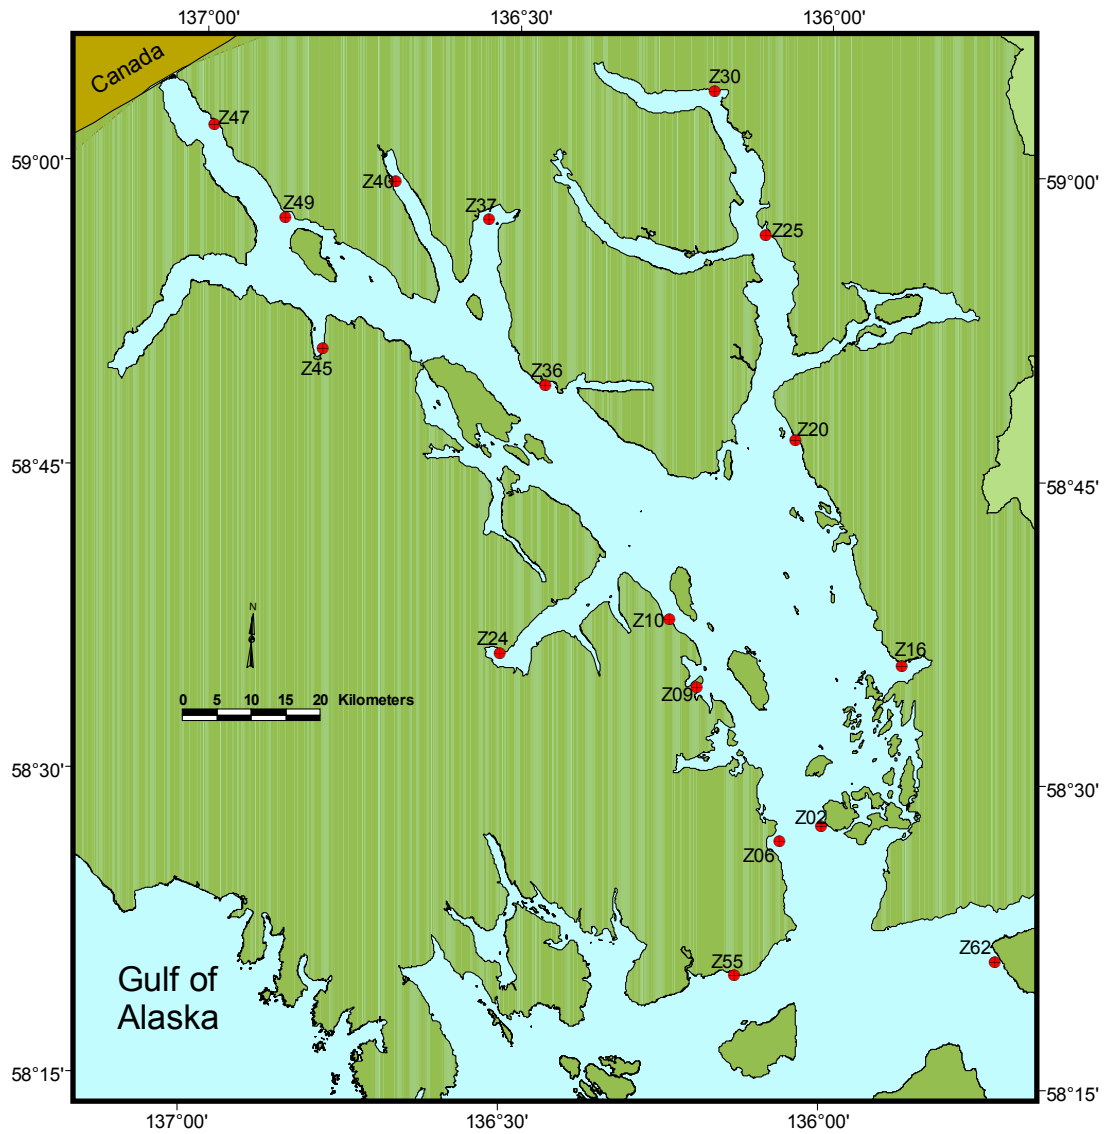 137°00' 136°30' 136°00'
Canada
Z30
Z47
59°00' 59°00'
Z40
Z37
Z49
Z25
Z45
Z36
Z20
58°45' 58°45'
N
Z10
Z24
Z16
Z09
0 5 10 15 20 Kilometers
58°30' 58°30'
Z02
Z06
Z62
Z55
Gulf of
Alaska
58°15' 58°15'
137°00' 136°30' 136°00'